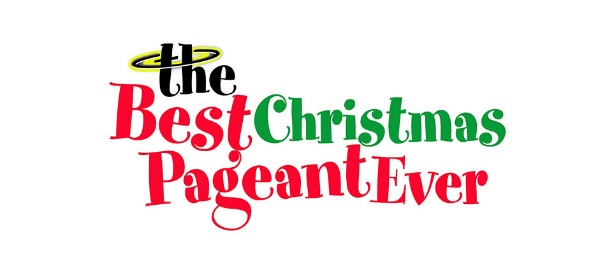 the
Best Christmas
Pageant Ever